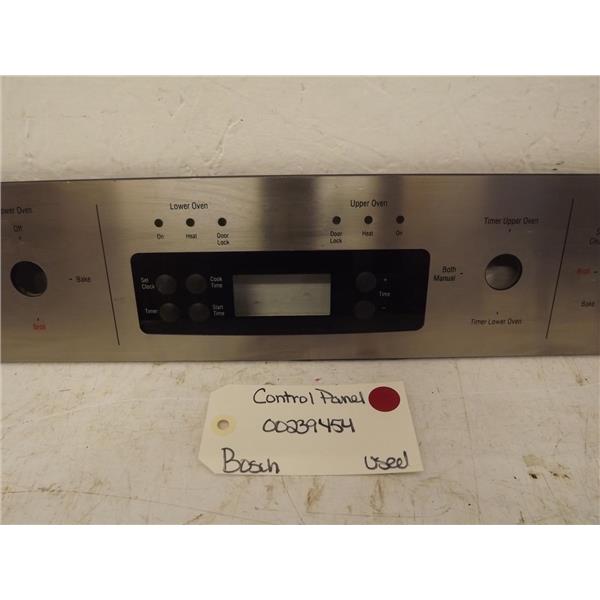 Lower Oven
Upper Oven
On
Heat
Door Lock
Door Lock
Heat
On
ower Oven
Off
Bake
Broil
Set Clock
Cook Time
Timer
Start Time
+
Time
−
Timer Upper Oven
Both
Manual
Timer Lower Oven
Broil
Bake
Control Panel
00239454
Bosch
Used